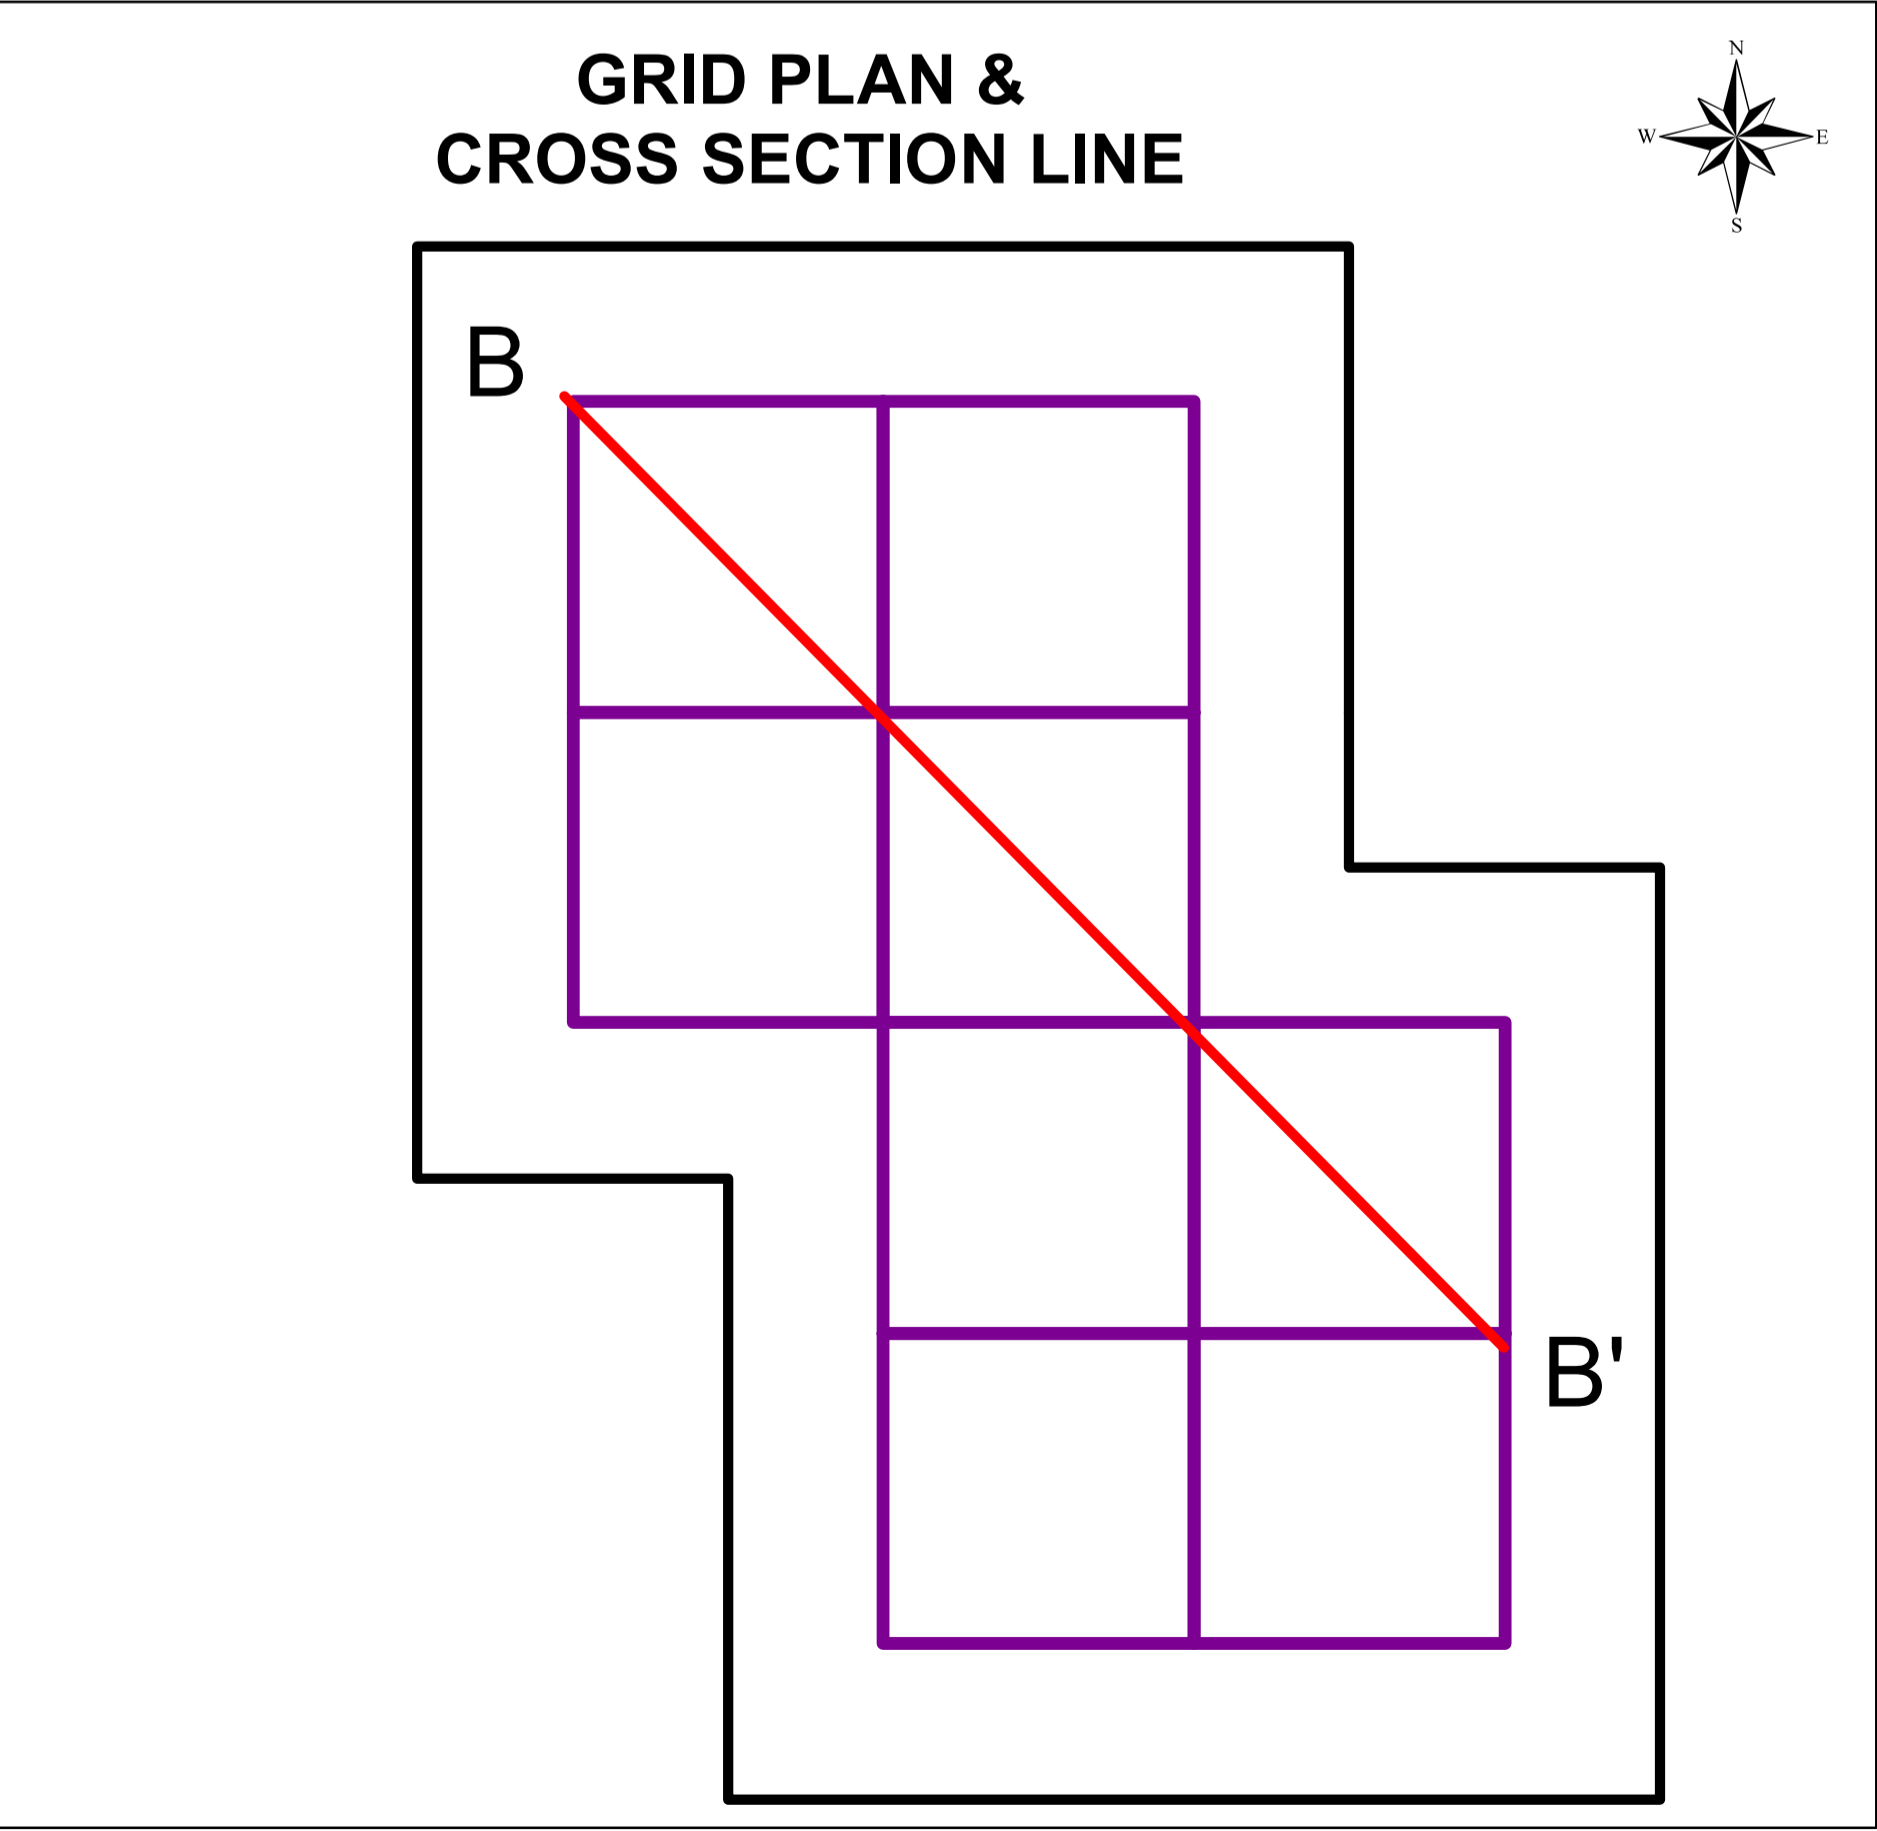 GRID PLAN &
CROSS SECTION LINE
N
W E
S
B
B'